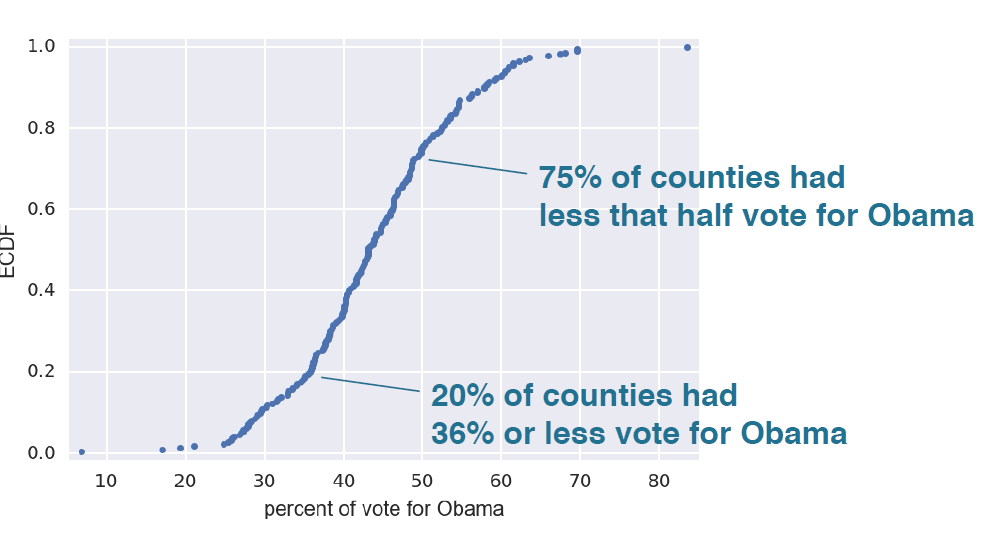 1.0
0.8
75% of counties had
less that half vote for Obama
0.6
ECDF
0.4
0.2
20% of counties had
36% or less vote for Obama
0.0
10 20 30 40 50 60 70 80
percent of vote for Obama